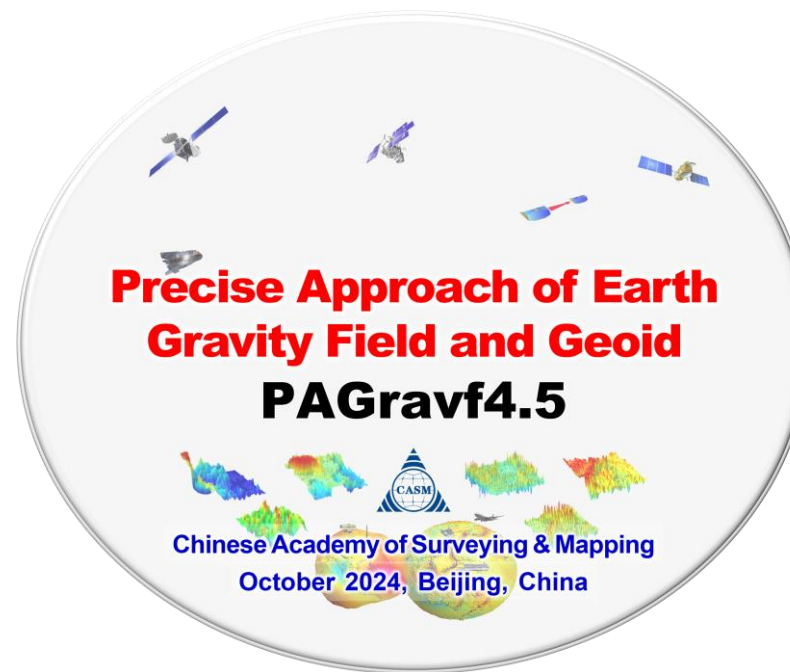 Precise Approach of Earth
Gravity Field and Geoid
PAGravf4.5
CASM
Chinese Academy of Surveying & Mapping
October 2024, Beijing, China